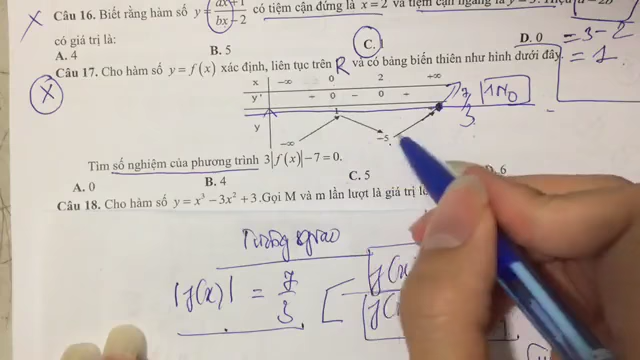 X Câu 16. Biết rằng hàm số y = ax+1 / bx−2 có tiệm cận đứng là x = 2 và tiệm cận ngang là
có giá trị là:
A. 4 B. 5 C. 1 D. 0
= 3 - 2
= 1.
X Câu 17. Cho hàm số y = f(x) xác định, liên tục trên R và có bảng biến thiên như hình dưới đây.
x −∞ 0 2 +∞
y' − 0 − 0 +
y −∞ −5
7/3 1 No
Tìm số nghiệm của phương trình 3|f(x)| − 7 = 0.
A. 0 B. 4 C. 5 D. 6
Câu 18. Cho hàm số y = x³ − 3x² + 3 .Gọi M và m lần lượt là giá trị
Tương giao
|f(x)| = 7/3 [ f(x
f(x